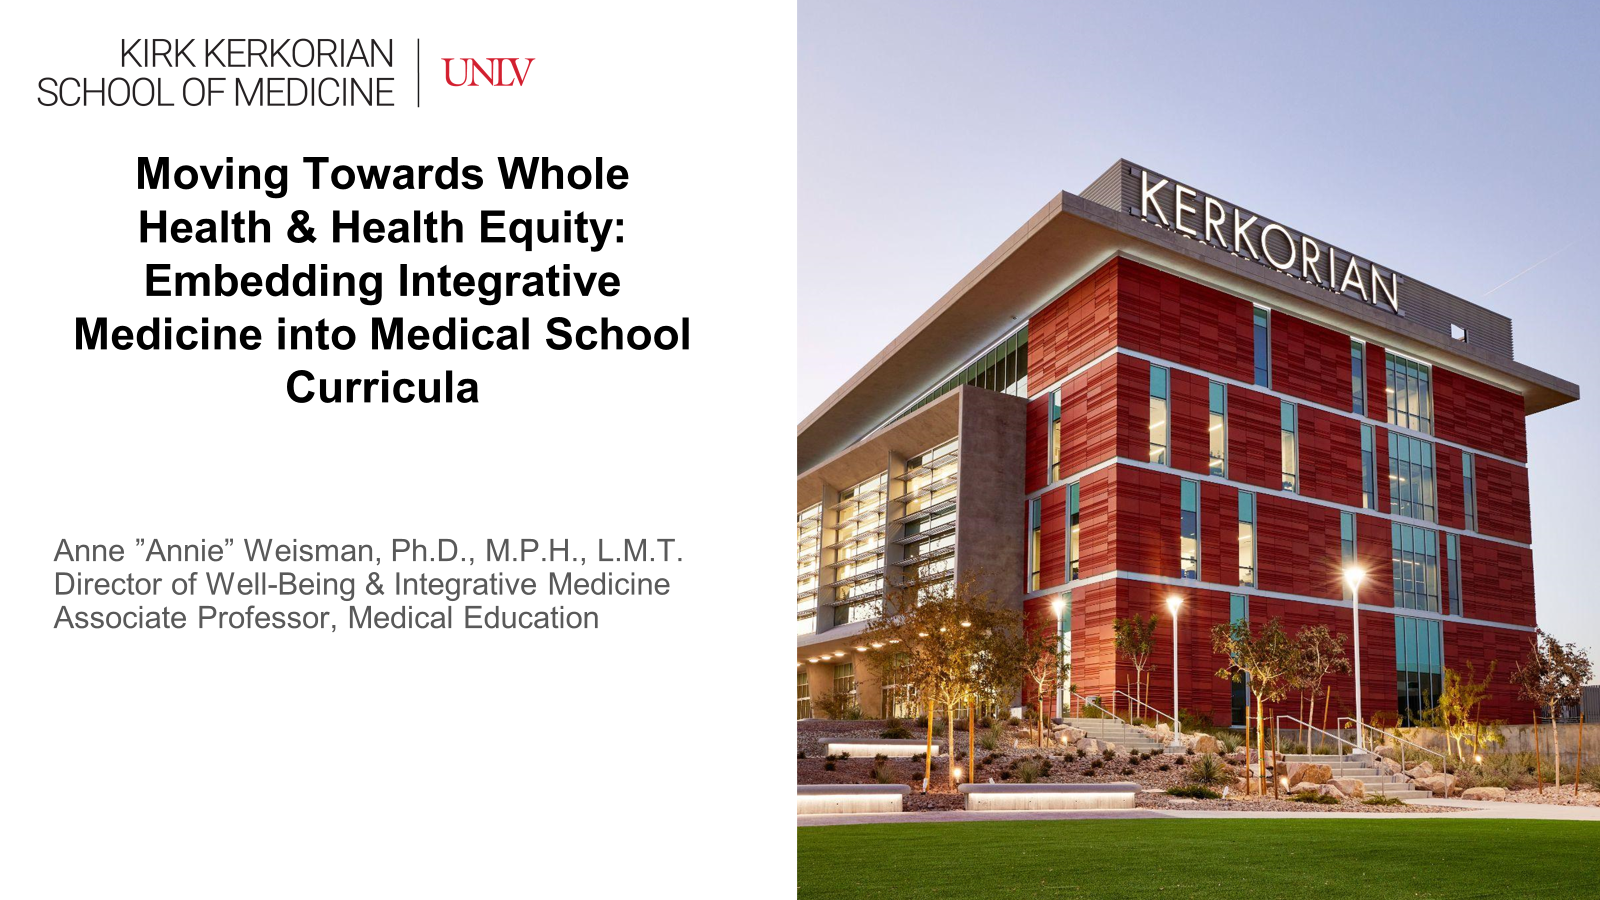 KIRK KERKORIAN
SCHOOL OF MEDICINE
UNLV
Moving Towards Whole
Health & Health Equity:
Embedding Integrative
Medicine into Medical School
Curricula
Anne ”Annie” Weisman, Ph.D., M.P.H., L.M.T.
Director of Well-Being & Integrative Medicine
Associate Professor, Medical Education
KERKORIAN